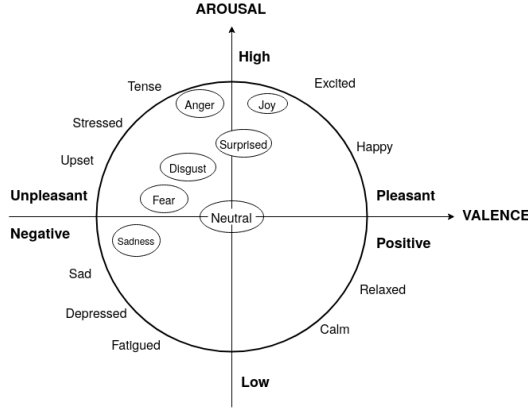 AROUSAL
High
Tense
Excited
Anger
Joy
Stressed
Surprised
Happy
Upset
Disgust
Unpleasant
Fear
Pleasant
Neutral
VALENCE
Negative
Sadness
Positive
Sad
Relaxed
Depressed
Calm
Fatigued
Low